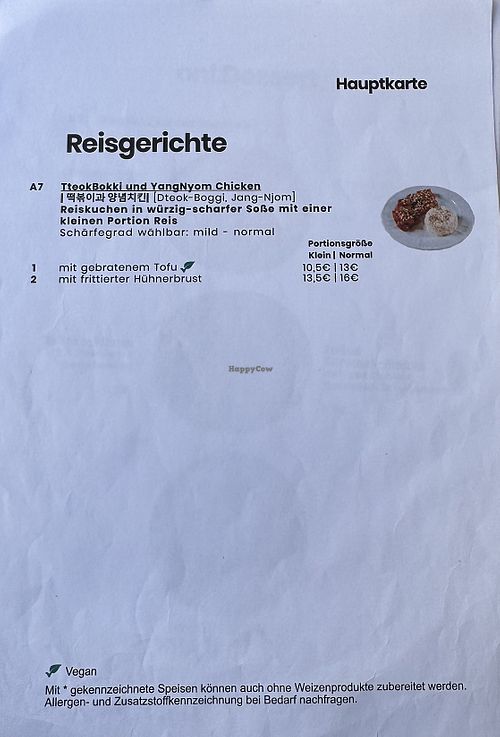 Hauptkarte
Reisgerichte
A7 TteokBokki und YangNyom Chicken
| 떡볶이과 양념치킨| [Dteok-Boggi, Jang-Njom]
Reiskuchen in würzig-scharfer Soße mit einer
kleinen Portion Reis
Schärfegrad wählbar: mild - normal
Portionsgröße
Klein | Normal
1 mit gebratenem Tofu 10,5€ | 13€
2 mit frittierter Hühnerbrust 13,5€ | 16€
HappyCow
Vegan
Mit * gekennzeichnete Speisen können auch ohne Weizenprodukte zubereitet werden.
Allergen- und Zusatzstoffkennzeichnung bei Bedarf nachfragen.